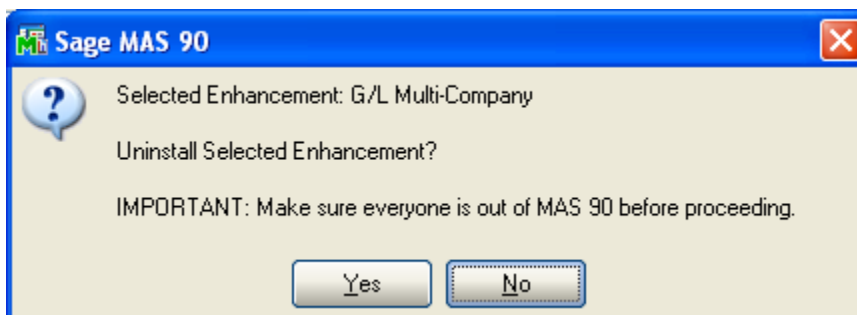 Sage MAS 90
Selected Enhancement: G/L Multi-Company
Uninstall Selected Enhancement?
IMPORTANT: Make sure everyone is out of MAS 90 before proceeding.
Yes No